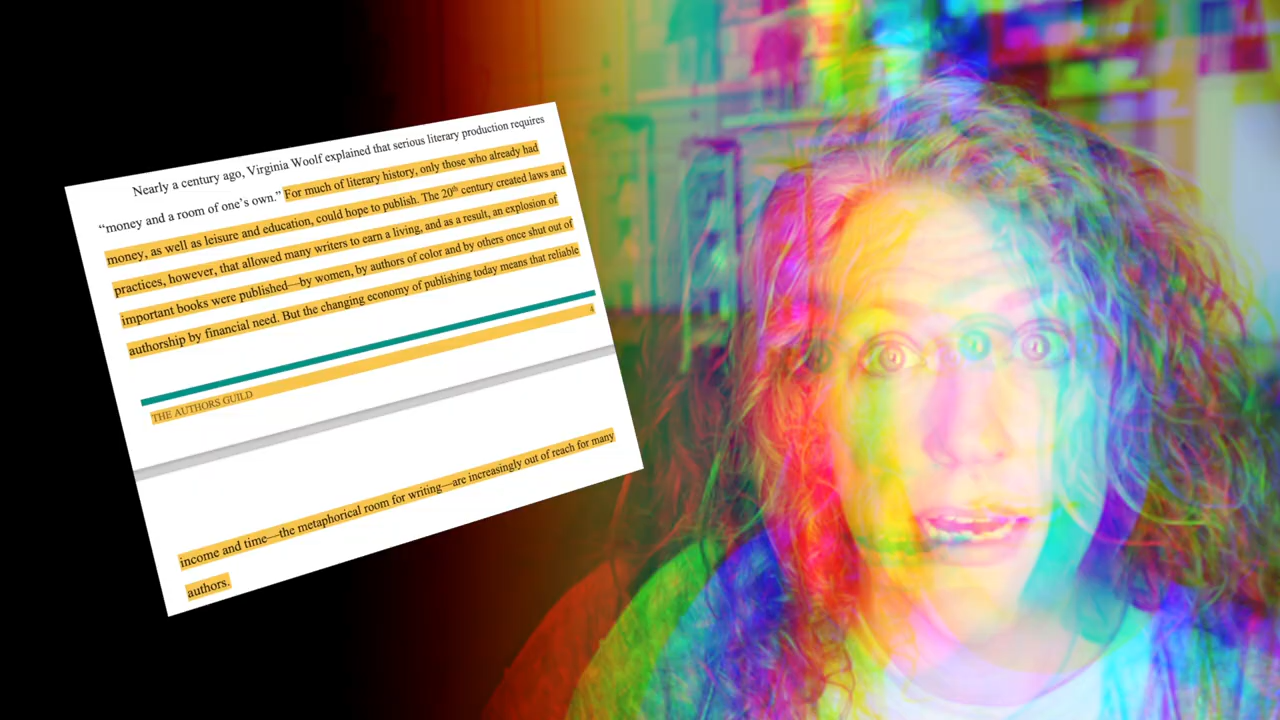 Nearly a century ago, Virginia Woolf explained that serious literary production requires
“money and a room of one’s own.” For much of literary history, only those who already had
money, as well as leisure and education, could hope to publish. The 20th century created laws and
practices, however, that allowed many writers to earn a living, and as a result, an explosion of
important books were published—by women, by authors of color and by others once shut out of
authorship by financial need. But the changing economy of publishing today means that reliable
4
THE AUTHORS GUILD
income and time—the metaphorical room for writing—are increasingly out of reach for many
authors.